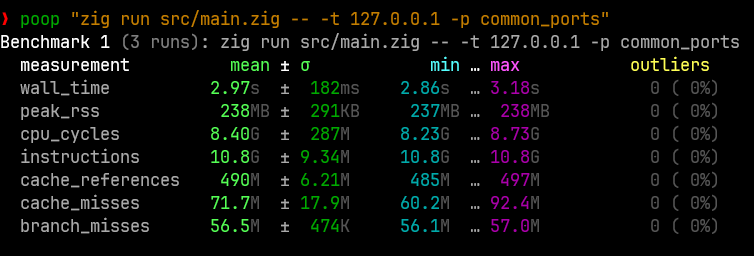 ❯ poop "zig run src/main.zig -- -t 127.0.0.1 -p common_ports"
Benchmark 1 (3 runs): zig run src/main.zig -- -t 127.0.0.1 -p common_ports
measurement mean ± σ min … max outliers
wall_time 2.97s ± 182ms 2.86s … 3.18s 0 ( 0%)
peak_rss 238MB ± 291KB 237MB … 238MB 0 ( 0%)
cpu_cycles 8.40G ± 287M 8.23G … 8.73G 0 ( 0%)
instructions 10.8G ± 9.34M 10.8G … 10.8G 0 ( 0%)
cache_references 490M ± 6.21M 485M … 497M 0 ( 0%)
cache_misses 71.7M ± 17.9M 60.2M … 92.4M 0 ( 0%)
branch_misses 56.5M ± 474K 56.1M … 57.0M 0 ( 0%)